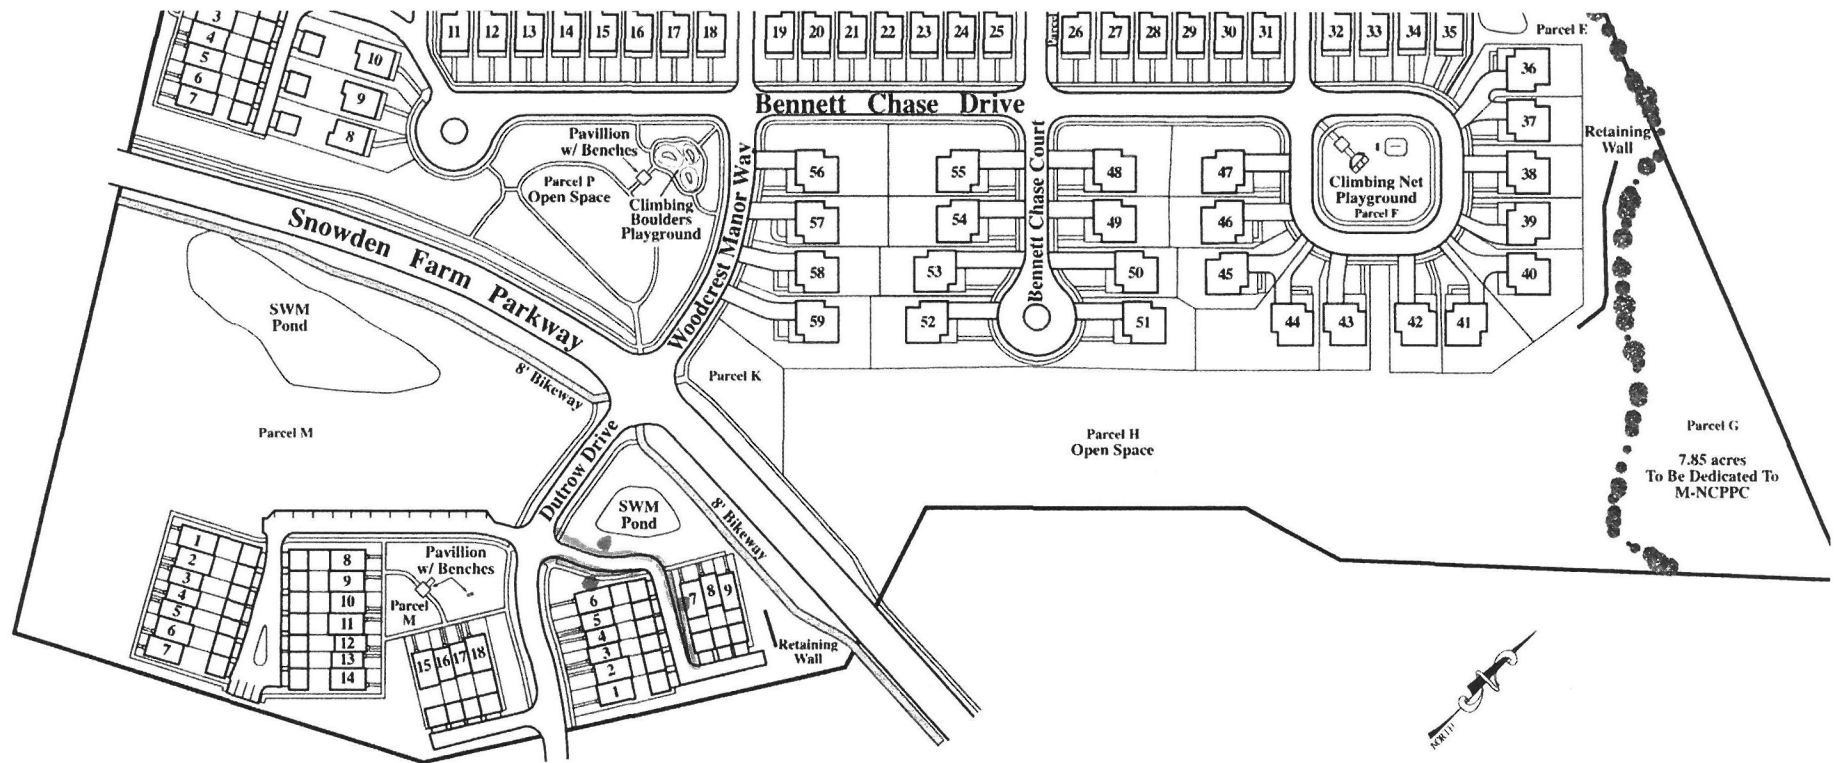 3
4
5
6
7
10
9
8
11 12 13 14 15 16 17 18
19 20 21 22 23 24 25
Parcel
26 27 28 29 30 31
32 33 34 35
Parcel E
36
37
38
39
40
Retaining
Wall
Bennett Chase Drive
Pavillion
w/ Benches
Parcel P
Open Space
Climbing
Boulders
Playground
Woodcrest Manor Way
56
57
58
59
55
54
53
52
Bennett Chase Court
48
49
50
51
47
46
45
44 43 42 41
Climbing Net
Playground
Parcel F
Snowden Farm Parkway
SWM
Pond
8' Bikeway
Parcel M
Parcel K
Parcel H
Open Space
Parcel G
7.85 acres
To Be Dedicated To
M-NCPPC
Dutrow Drive
SWM
Pond
8' Bikeway
1
2
3
4
5
6
7
8
9
10
11
12
13
14
Pavillion
w/ Benches
Parcel
M
15 16 17 18
6
5
4
3
2
1
7 8 9
Retaining
Wall
NORTH